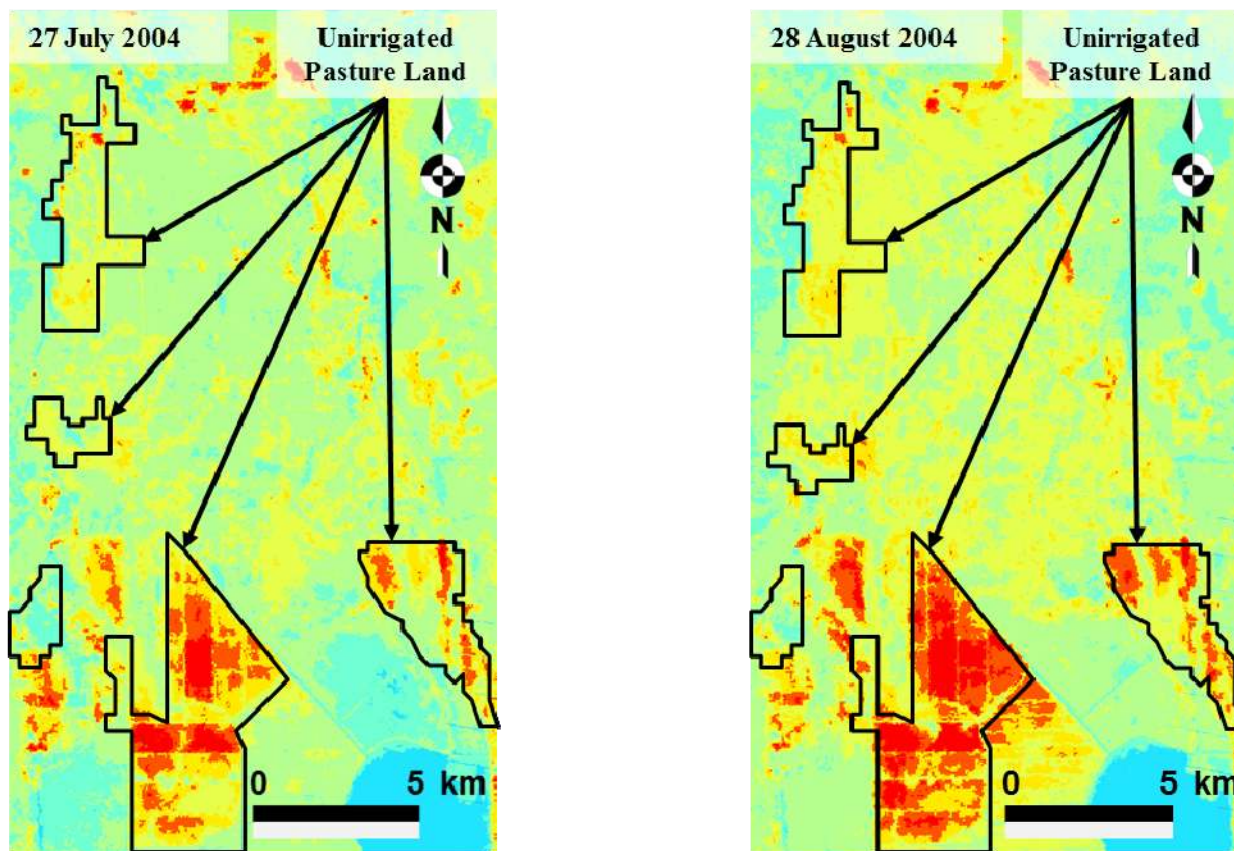 27 July 2004
Unirrigated
Pasture Land
N
0 5 km
28 August 2004
Unirrigated
Pasture Land
N
0 5 km